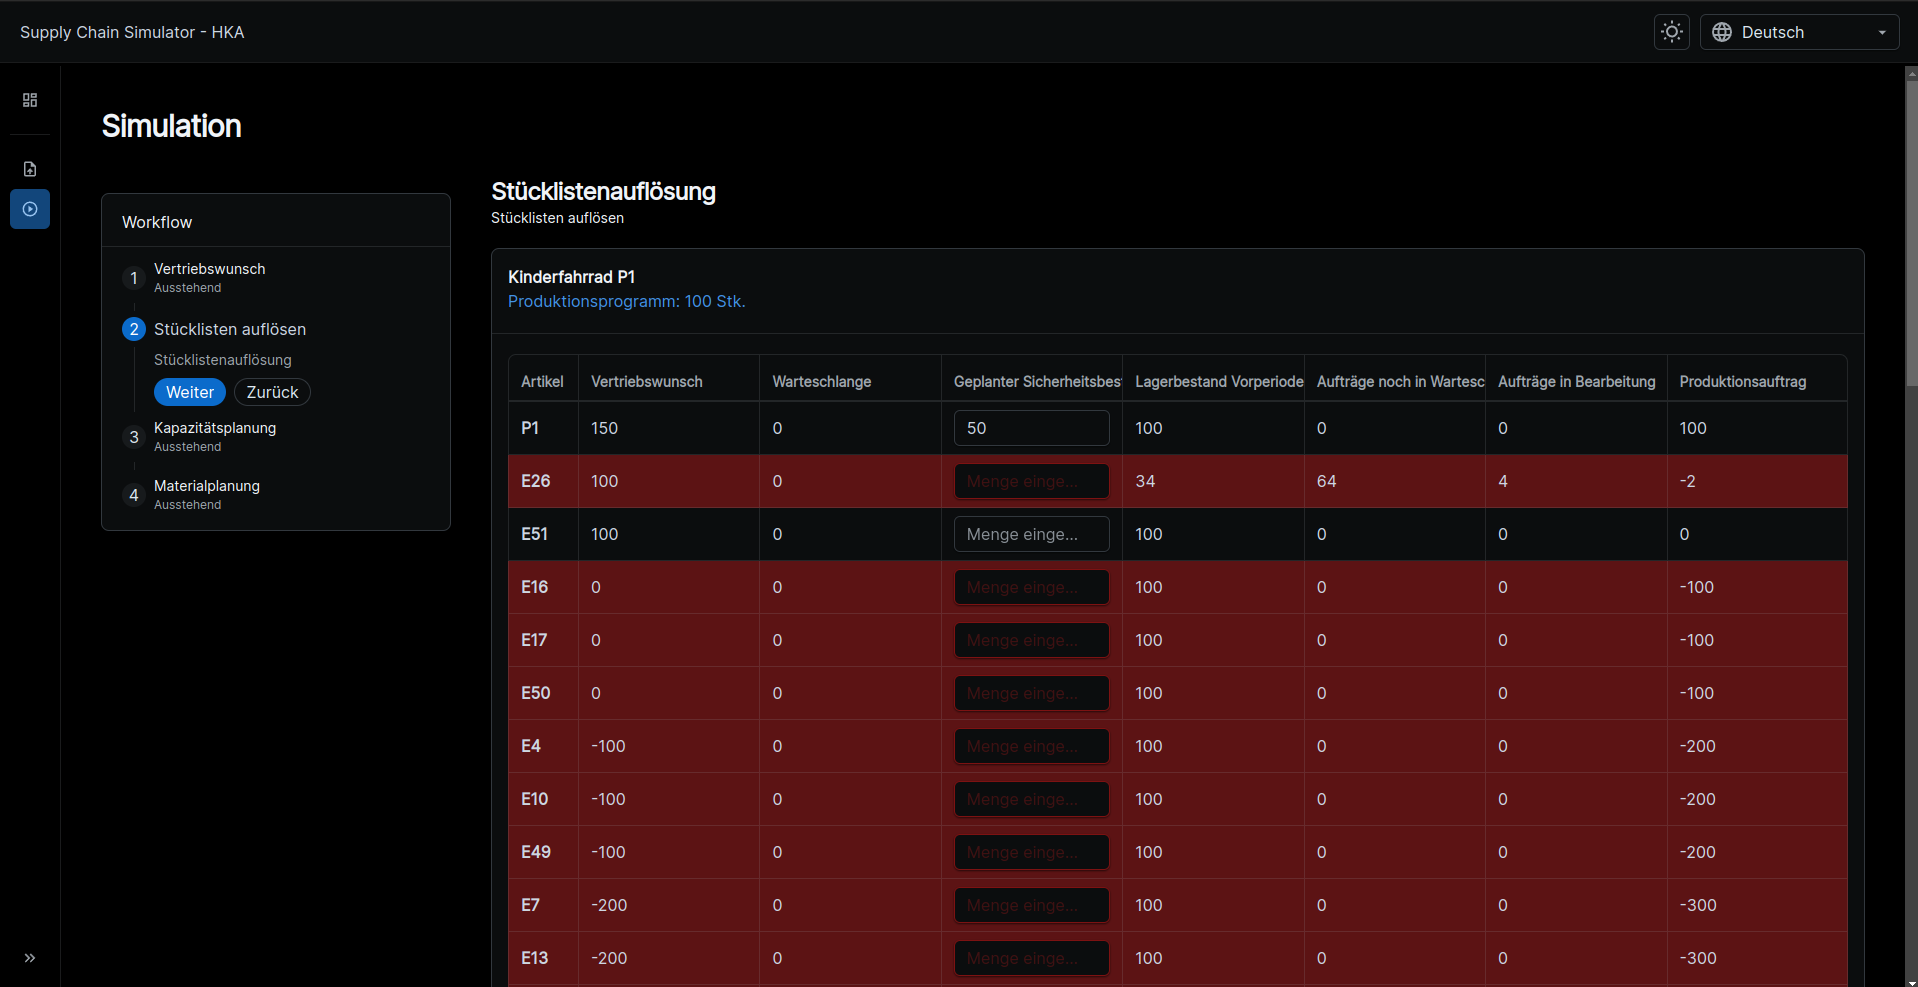 Supply Chain Simulator - HKA
Deutsch
Simulation
Workflow
1 Vertriebswunsch
Ausstehend
2 Stücklisten auflösen
Stücklistenauflösung
Weiter Zurück
3 Kapazitätsplanung
Ausstehend
4 Materialplanung
Ausstehend
Stücklistenauflösung
Stücklisten auflösen
Kinderfahrrad P1
Produktionsprogramm: 100 Stk.
Artikel Vertriebswunsch Warteschlange Geplanter Sicherheitsbes Lagerbestand Vorperiode Aufträge noch in Wartesc Aufträge in Bearbeitung Produktionsauftrag
P1 150 0 50 100 0 0 100
E26 100 0 Menge einge... 34 64 4 -2
E51 100 0 Menge einge... 100 0 0 0
E16 0 0 Menge einge... 100 0 0 -100
E17 0 0 Menge einge... 100 0 0 -100
E50 0 0 Menge einge... 100 0 0 -100
E4 -100 0 Menge einge... 100 0 0 -200
E10 -100 0 Menge einge... 100 0 0 -200
E49 -100 0 Menge einge... 100 0 0 -200
E7 -200 0 Menge einge... 100 0 0 -300
E13 -200 0 Menge einge... 100 0 0 -300